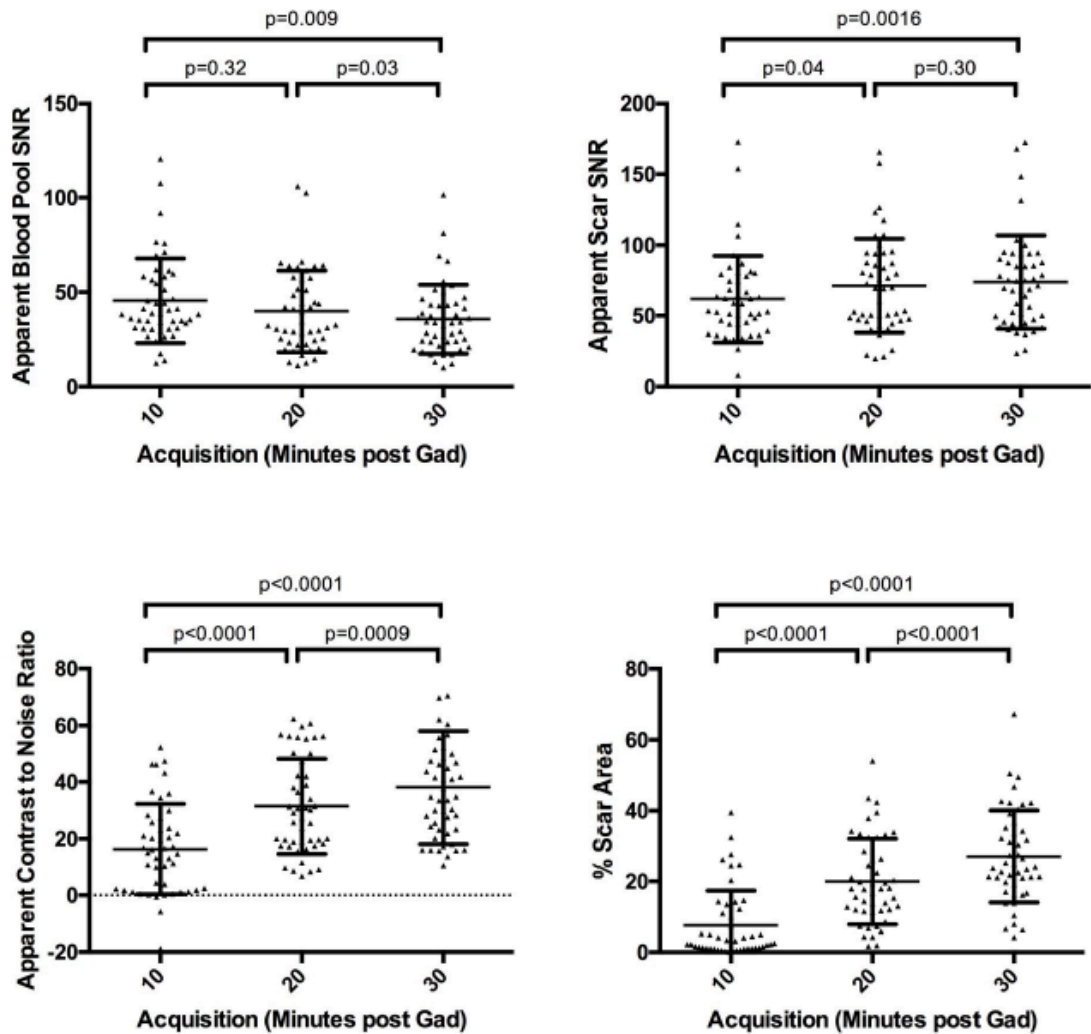 p=0.009
p=0.32 p=0.03
150
100
50
0
Apparent Blood Pool SNR
10 20 30
Acquisition (Minutes post Gad)
p=0.0016
p=0.04 p=0.30
200
150
100
50
0
Apparent Scar SNR
10 20 30
Acquisition (Minutes post Gad)
p<0.0001
p<0.0001 p=0.0009
80
60
40
20
0
-20
Apparent Contrast to Noise Ratio
10 20 30
Acquisition (Minutes post Gad)
p<0.0001
p<0.0001 p<0.0001
80
60
40
20
0
% Scar Area
10 20 30
Acquisition (Minutes post Gad)